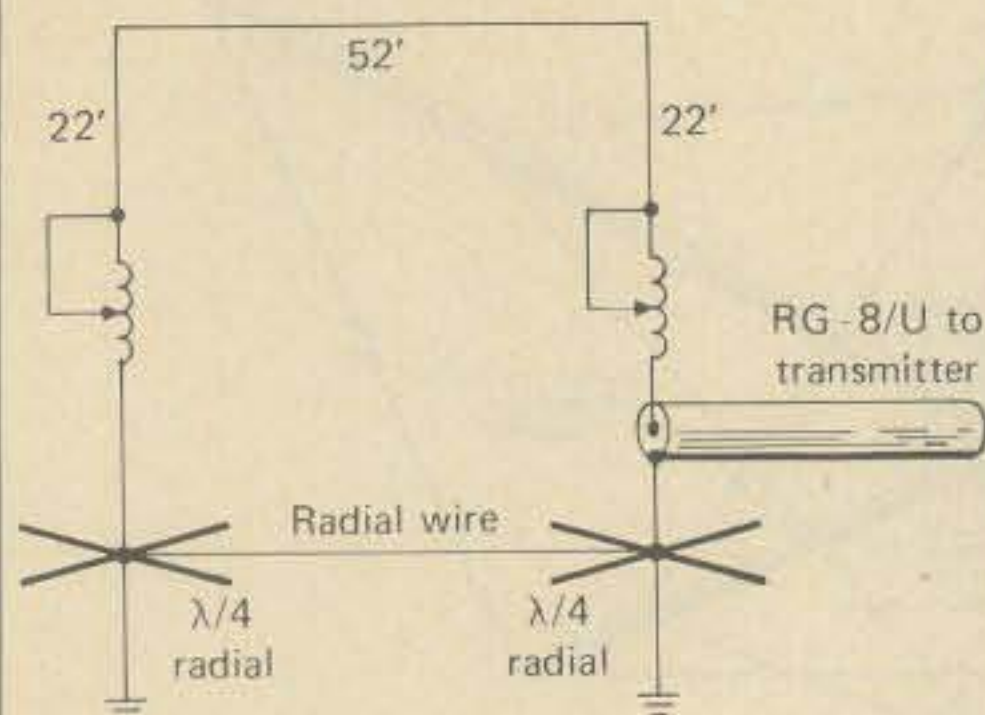 52'
22'
22'
RG-8/U to
transmitter
Radial wire
λ/4
radial
λ/4
radial